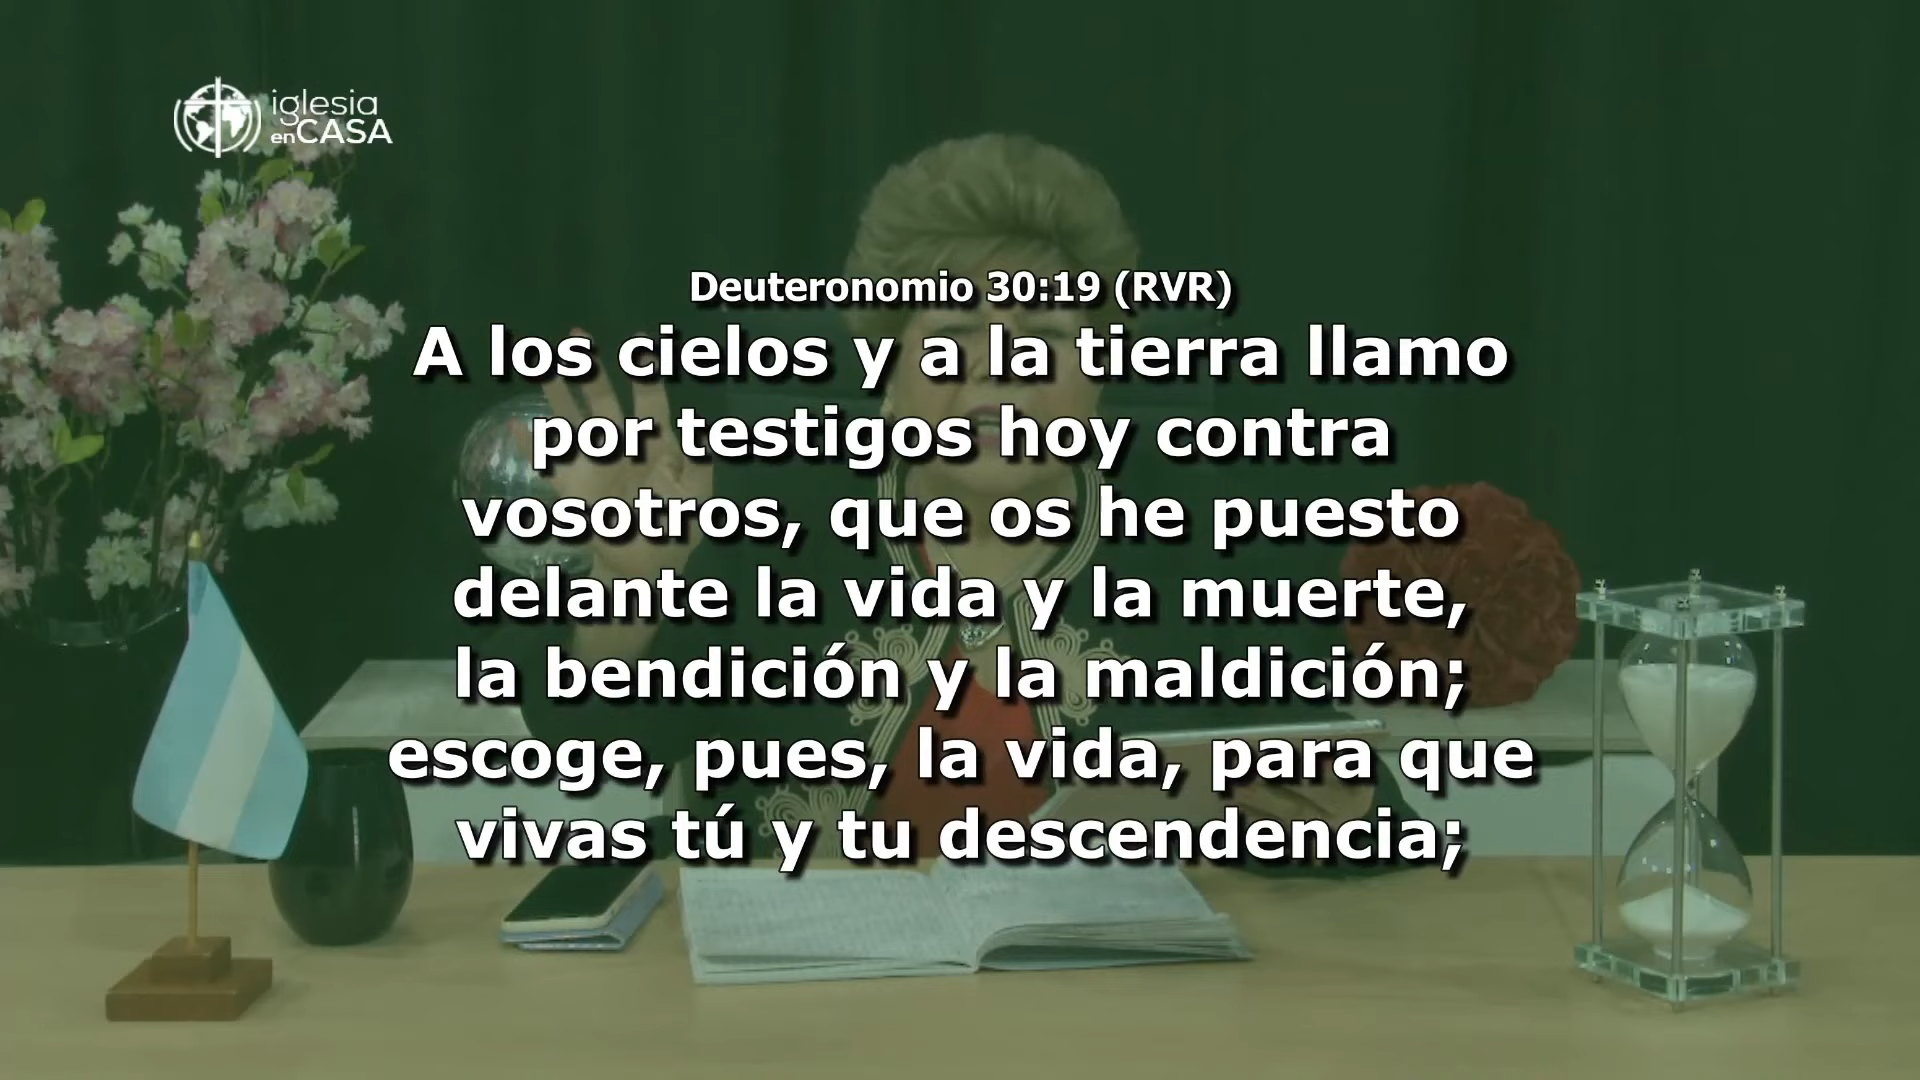 iglesia
enCASA
Deuteronomio 30:19 (RVR)
A los cielos y a la tierra llamo
por testigos hoy contra
vosotros, que os he puesto
delante la vida y la muerte,
la bendición y la maldición;
escoge, pues, la vida, para que
vivas tú y tu descendencia;